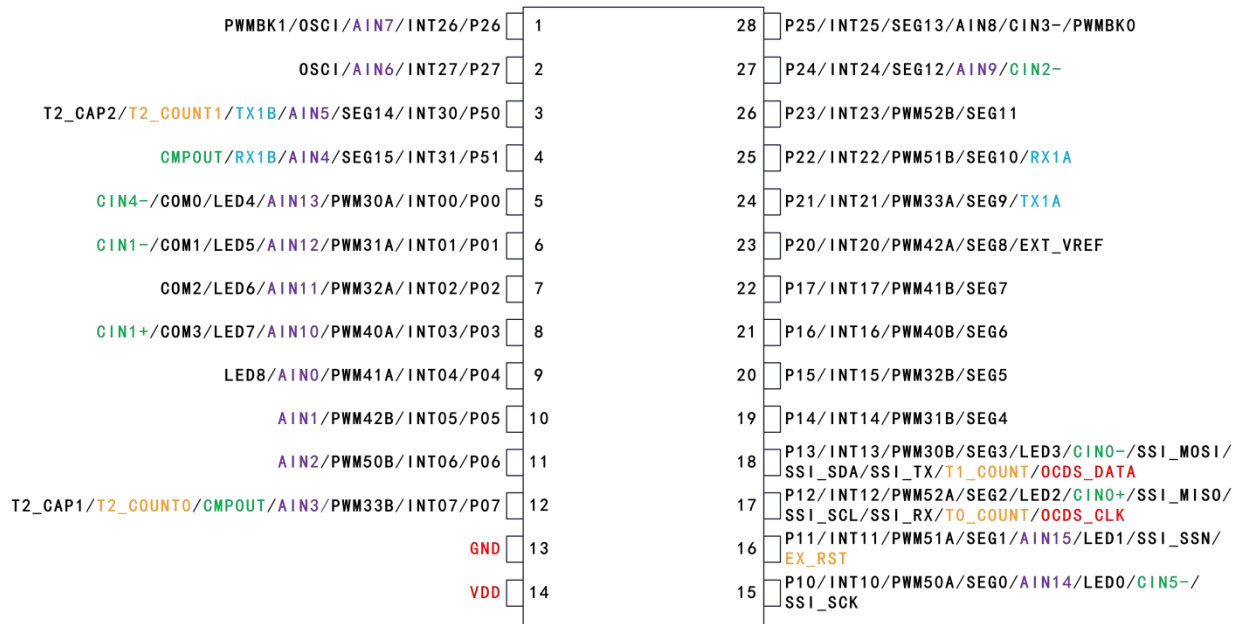 PWMBK1/OSCI/AIN7/INT26/P26 1 28 P25/INT25/SEG13/AIN8/CIN3-/PWMBK0
OSCI/AIN6/INT27/P27 2 27 P24/INT24/SEG12/AIN9/CIN2-
T2_CAP2/T2_COUNT1/TX1B/AIN5/SEG14/INT30/P50 3 26 P23/INT23/PWM52B/SEG11
CMPOUT/RX1B/AIN4/SEG15/INT31/P51 4 25 P22/INT22/PWM51B/SEG10/RX1A
CIN4-/COM0/LED4/AIN13/PWM30A/INT00/P00 5 24 P21/INT21/PWM33A/SEG9/TX1A
CIN1-/COM1/LED5/AIN12/PWM31A/INT01/P01 6 23 P20/INT20/PWM42A/SEG8/EXT_VREF
COM2/LED6/AIN11/PWM32A/INT02/P02 7 22 P17/INT17/PWM41B/SEG7
CIN1+/COM3/LED7/AIN10/PWM40A/INT03/P03 8 21 P16/INT16/PWM40B/SEG6
LED8/AIN0/PWM41A/INT04/P04 9 20 P15/INT15/PWM32B/SEG5
AIN1/PWM42B/INT05/P05 10 19 P14/INT14/PWM31B/SEG4
AIN2/PWM50B/INT06/P06 11 18 P13/INT13/PWM30B/SEG3/LED3/CIN0-/SSI_MOSI/
SSI_SDA/SSI_TX/T1_COUNT/OCDS_DATA
T2_CAP1/T2_COUNT0/CMPOUT/AIN3/PWM33B/INT07/P07 12 17 P12/INT12/PWM52A/SEG2/LED2/CIN0+/SSI_MISO/
SSI_SCL/SSI_RX/T0_COUNT/OCDS_CLK
GND 13 16 P11/INT11/PWM51A/SEG1/AIN15/LED1/SSI_SSN/
EX_RST
VDD 14 15 P10/INT10/PWM50A/SEG0/AIN14/LED0/CIN5-/
SSI_SCK